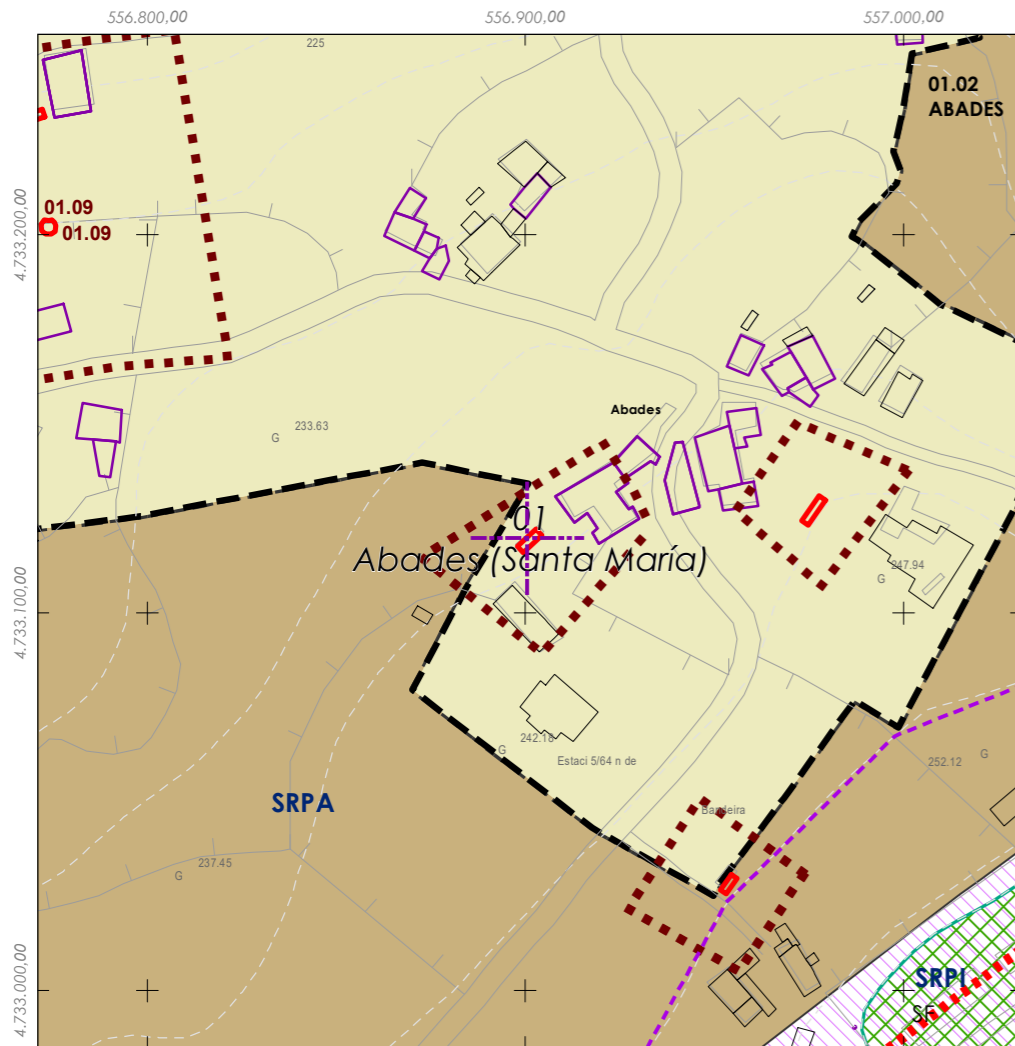 556.800,00
556.900,00
557.000,00
225
01.02
ABADES
01.09
01.09
4.733.200,00
Abades
233.63
G
01
Abades (Santa María)
247.94
G
4.733.100,00
242.18
G
Estaci 5/64 n de
252.12
G
SRPA
Bandeira
237.45
G
SRPI
SF
4.733.000,00